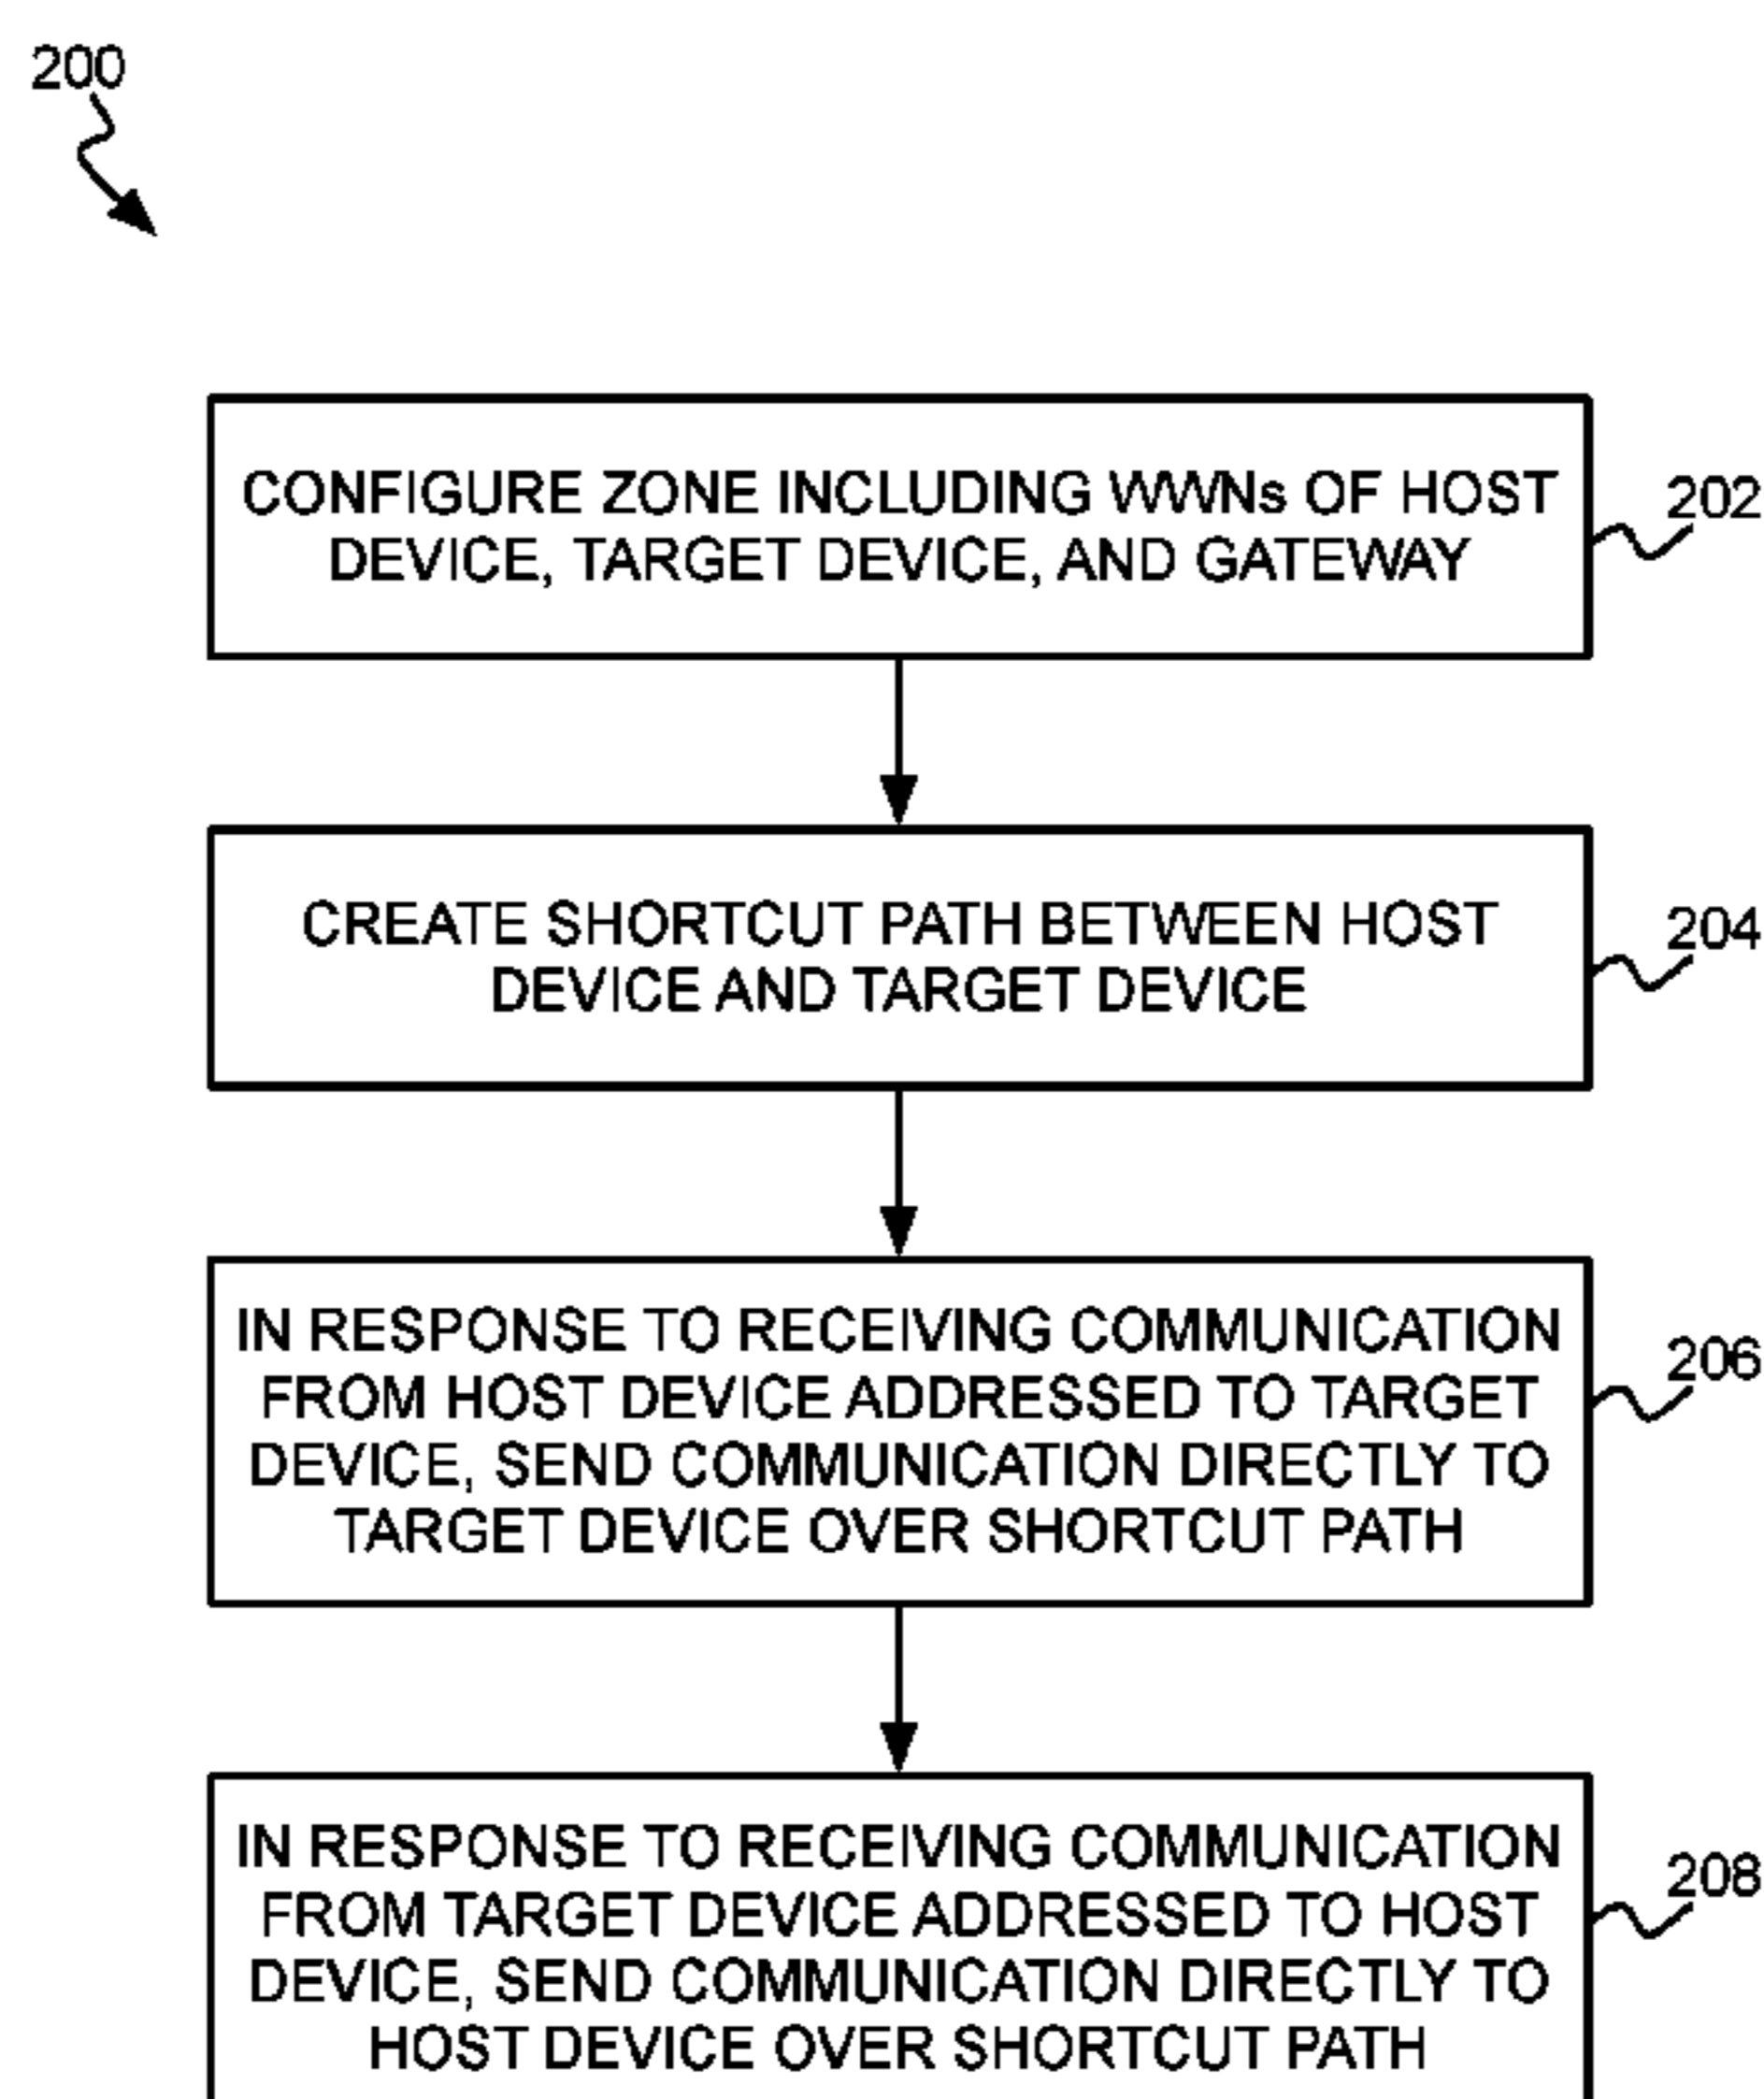 200
CONFIGURE ZONE INCLUDING WWNs OF HOST
DEVICE, TARGET DEVICE, AND GATEWAY
202
CREATE SHORTCUT PATH BETWEEN HOST
DEVICE AND TARGET DEVICE
204
IN RESPONSE TO RECEIVING COMMUNICATION
FROM HOST DEVICE ADDRESSED TO TARGET
DEVICE, SEND COMMUNICATION DIRECTLY TO
TARGET DEVICE OVER SHORTCUT PATH
206
IN RESPONSE TO RECEIVING COMMUNICATION
FROM TARGET DEVICE ADDRESSED TO HOST
DEVICE, SEND COMMUNICATION DIRECTLY TO
HOST DEVICE OVER SHORTCUT PATH
208